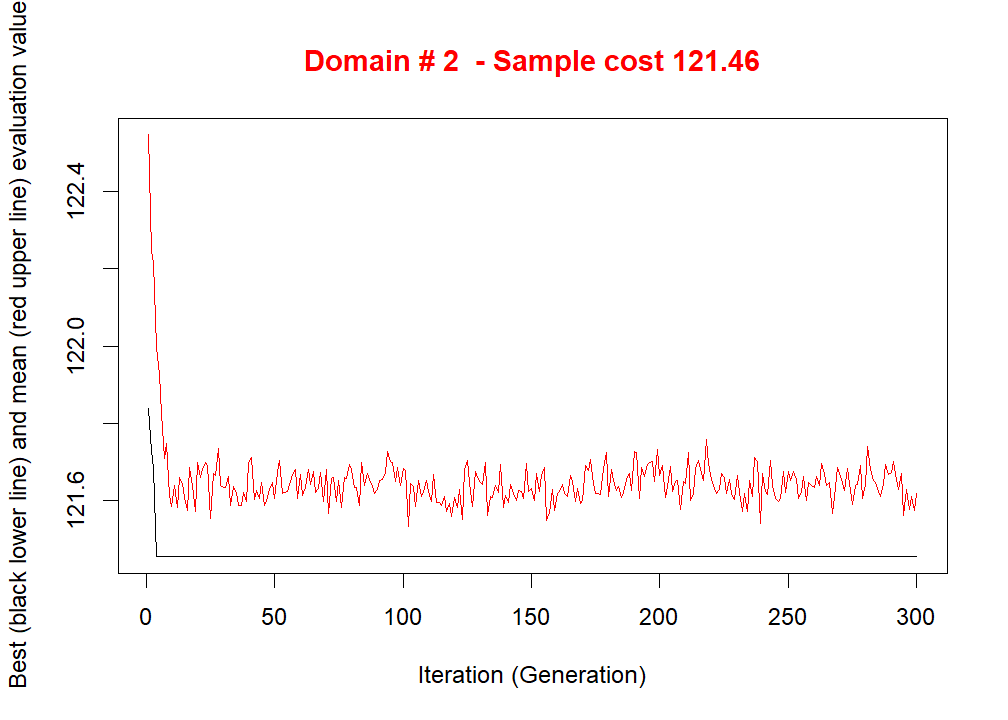 Domain # 2  - Sample cost 121.46
Best (black lower line) and mean (red upper line) evaluation value
122.4
122.0
121.6
0 50 100 150 200 250 300
Iteration (Generation)